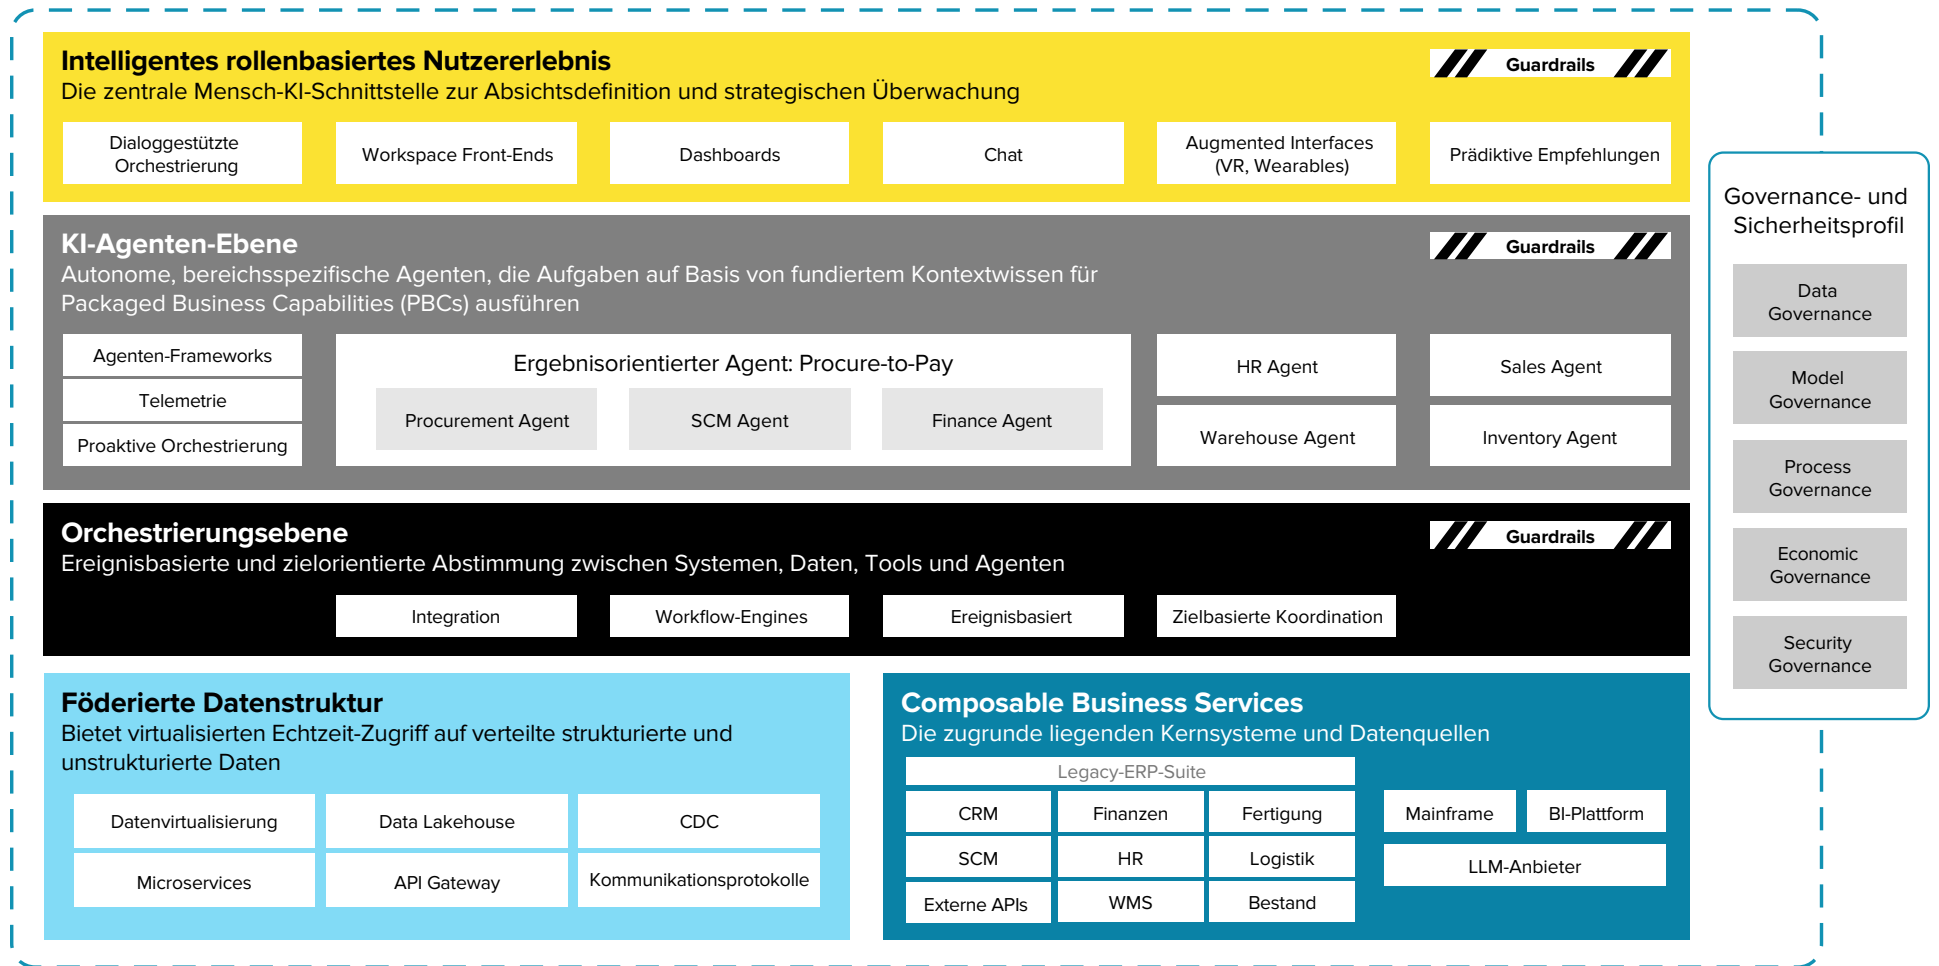 Intelligentes rollenbasiertes Nutzererlebnis
Die zentrale Mensch-KI-Schnittstelle zur Absichtsdefinition und strategischen Überwachung
Guardrails
Dialoggestützte
Orchestrierung
Workspace Front-Ends
Dashboards
Chat
Augmented Interfaces
(VR, Wearables)
Prädiktive Empfehlungen
KI-Agenten-Ebene
Autonome, bereichsspezifische Agenten, die Aufgaben auf Basis von fundiertem Kontextwissen für
Packaged Business Capabilities (PBCs) ausführen
Guardrails
Agenten-Frameworks
Telemetrie
Proaktive Orchestrierung
Ergebnisorientierter Agent: Procure-to-Pay
Procurement Agent
SCM Agent
Finance Agent
HR Agent
Sales Agent
Warehouse Agent
Inventory Agent
Orchestrierungsebene
Ereignisbasierte und zielorientierte Abstimmung zwischen Systemen, Daten, Tools und Agenten
Guardrails
Integration
Workflow-Engines
Ereignisbasiert
Zielbasierte Koordination
Föderierte Datenstruktur
Bietet virtualisierten Echtzeit-Zugriff auf verteilte strukturierte und
unstrukturierte Daten
Datenvirtualisierung
Data Lakehouse
CDC
Microservices
API Gateway
Kommunikationsprotokolle
Composable Business Services
Die zugrunde liegenden Kernsysteme und Datenquellen
Legacy-ERP-Suite
CRM
Finanzen
Fertigung
SCM
HR
Logistik
Externe APIs
WMS
Bestand
Mainframe
BI-Plattform
LLM-Anbieter
Governance- und
Sicherheitsprofil
Data
Governance
Model
Governance
Process
Governance
Economic
Governance
Security
Governance